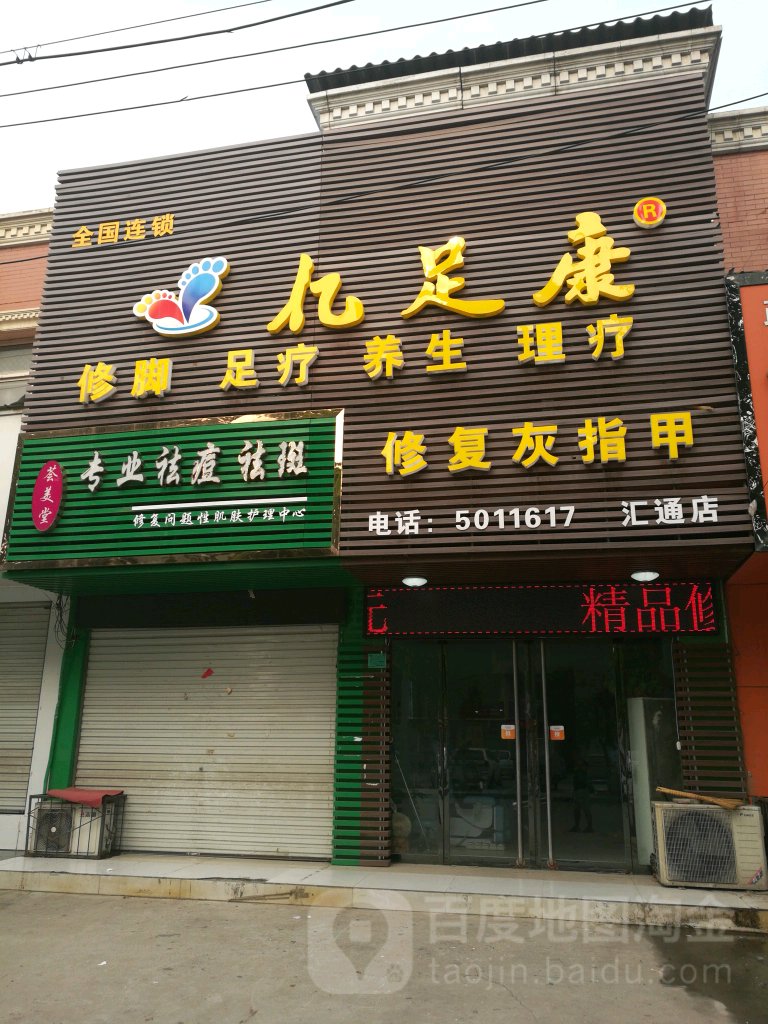 全国连锁
亿足康®
修脚 足疗 养生 理疗
修复灰指甲
电话：5011617 汇通店
荟美堂
专业祛痘祛斑
修复问题性肌肤护理中心
精品修
百度地图淘金
taojin.baidu.com